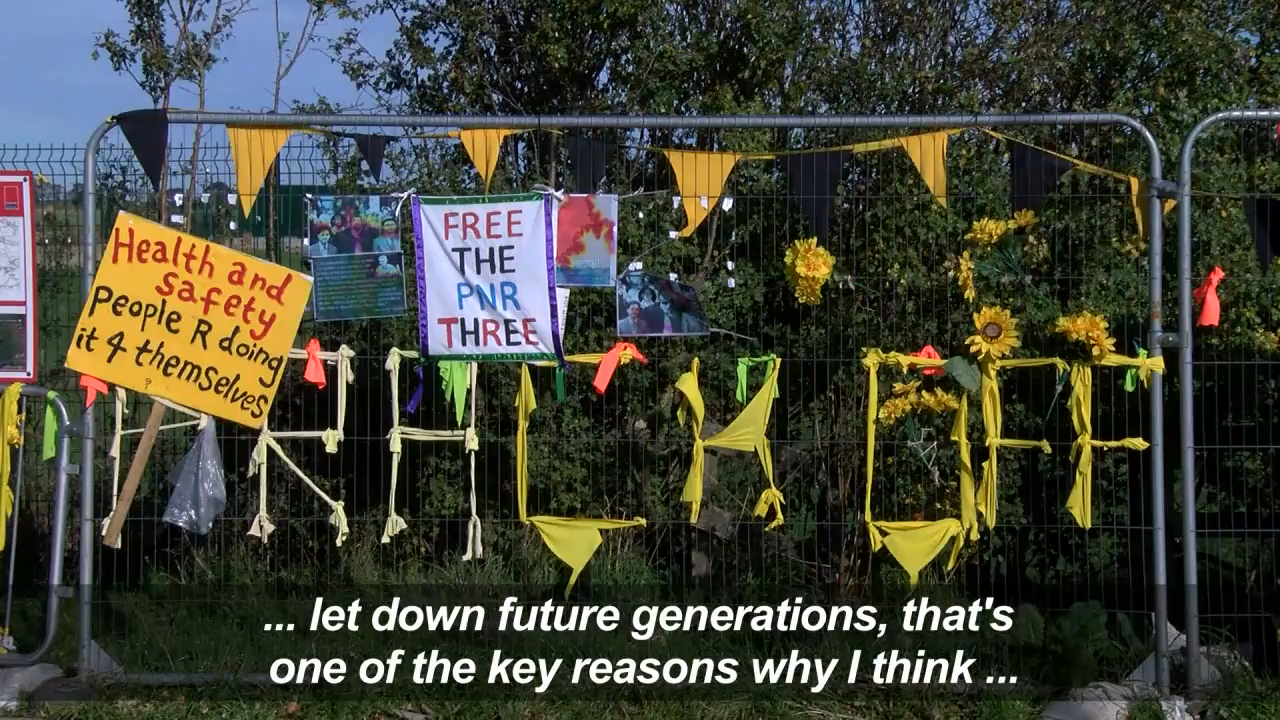 Health and
safety
people R doing
it 4 themselves
FREE
THE
PNR
THREE
... let down future generations, that's
one of the key reasons why I think ...